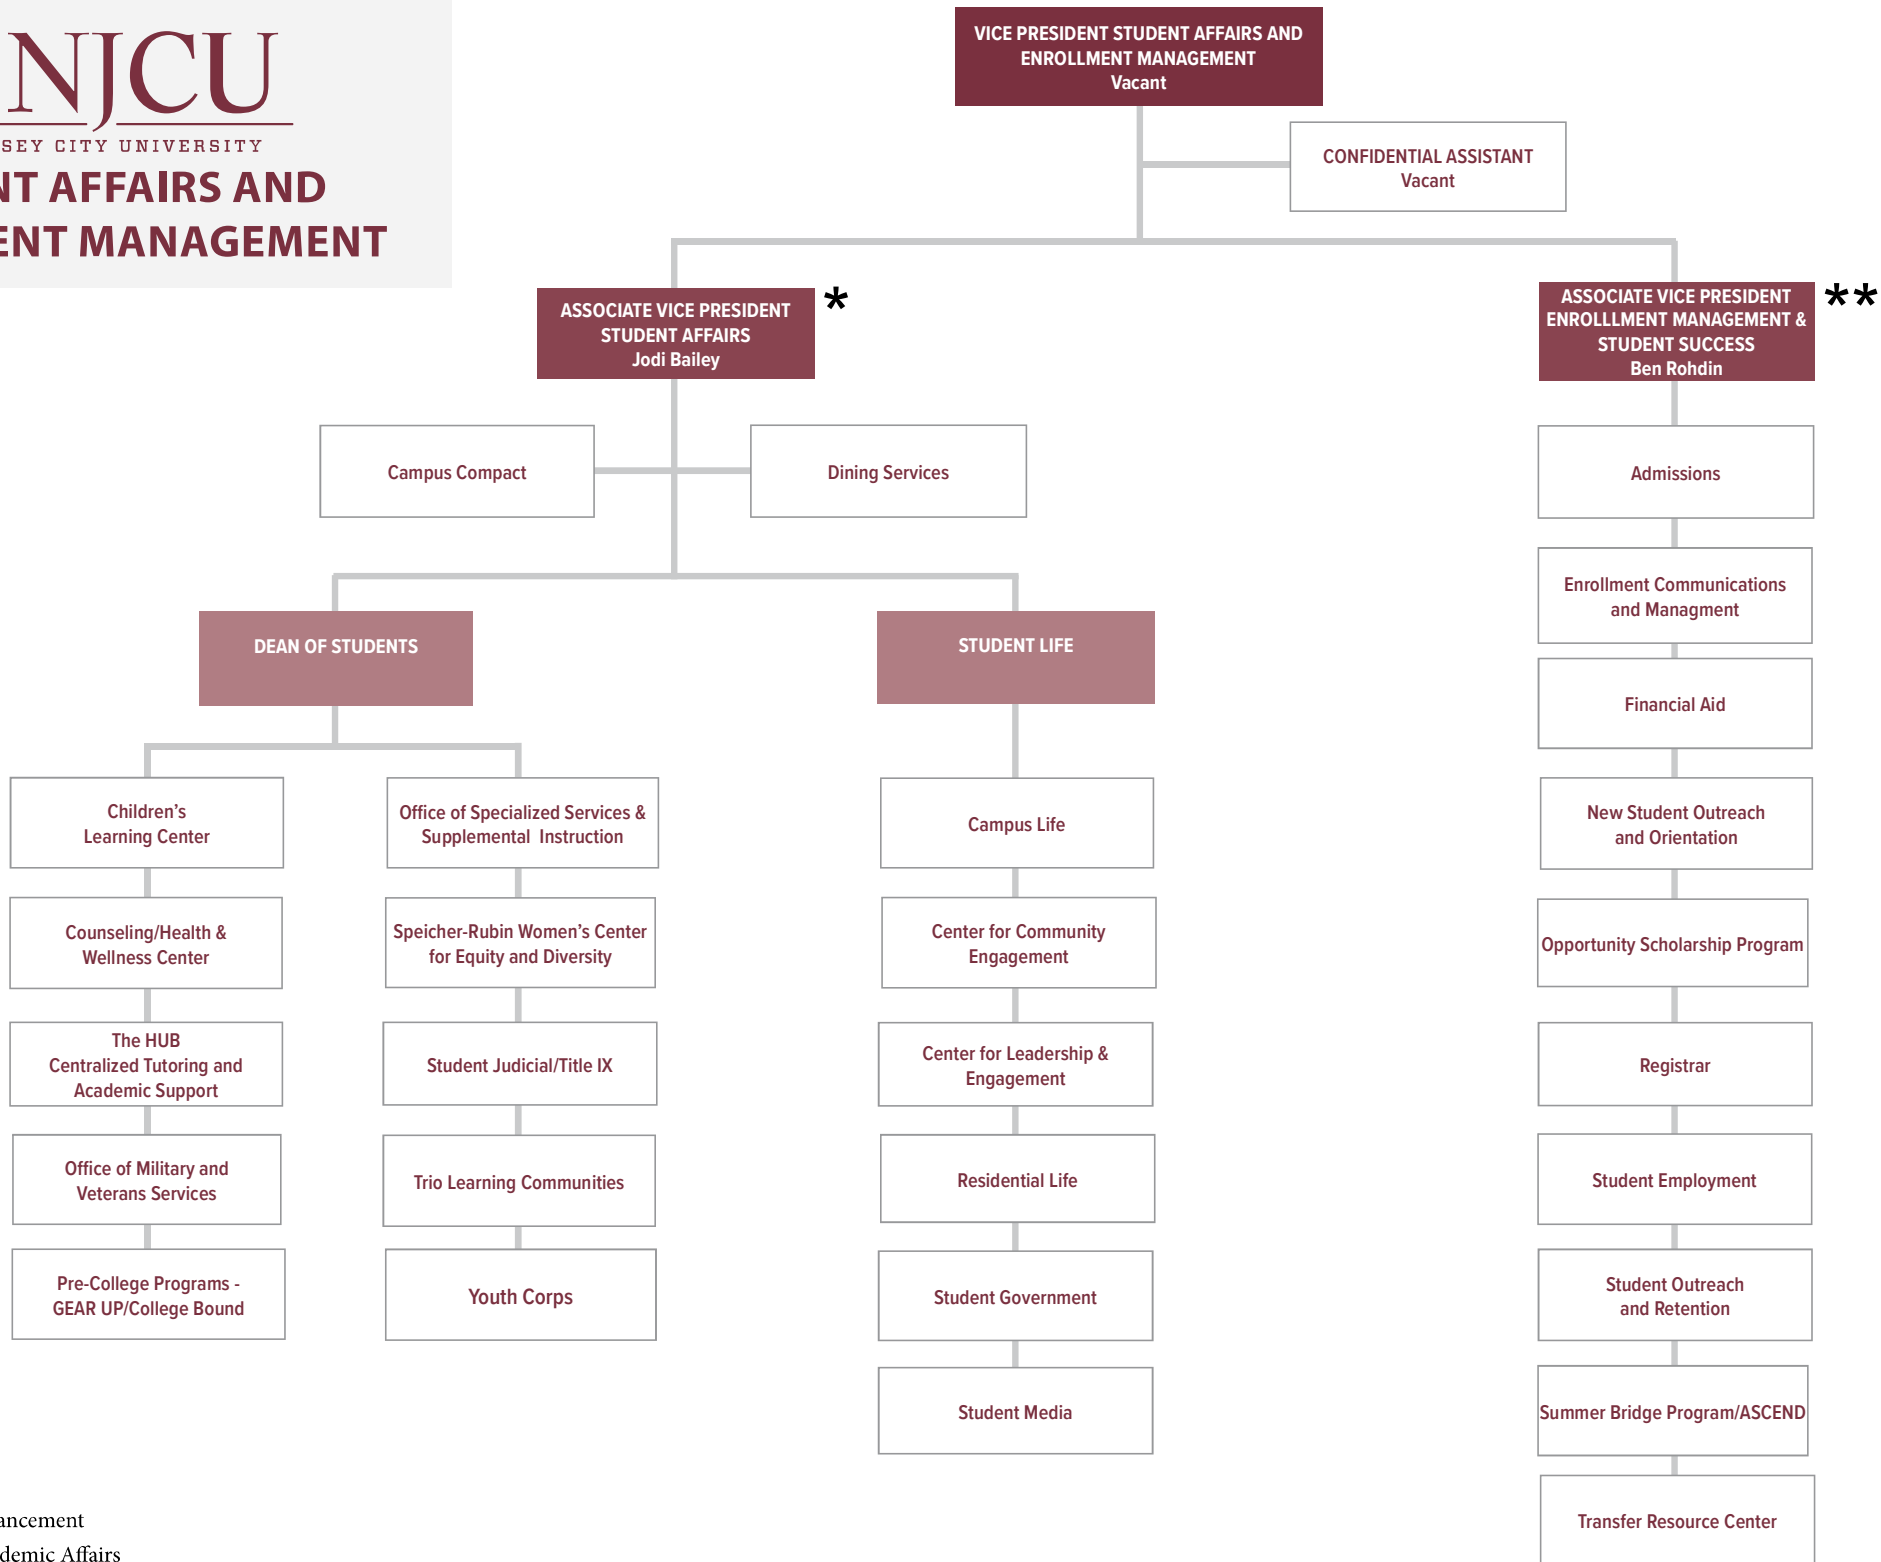 NJCU
SEY CITY UNIVERSITY
NT AFFAIRS AND
ENT MANAGEMENT
VICE PRESIDENT STUDENT AFFAIRS AND
ENROLLMENT MANAGEMENT
Vacant
CONFIDENTIAL ASSISTANT
Vacant
ASSOCIATE VICE PRESIDENT
STUDENT AFFAIRS
Jodi Bailey
*
ASSOCIATE VICE PRESIDENT
ENROLLLMENT MANAGEMENT &
STUDENT SUCCESS
Ben Rohdin
**
Campus Compact
Dining Services
DEAN OF STUDENTS
STUDENT LIFE
Children's
Learning Center
Counseling/Health &
Wellness Center
The HUB
Centralized Tutoring and
Academic Support
Office of Military and
Veterans Services
Pre-College Programs -
GEAR UP/College Bound
Office of Specialized Services &
Supplemental Instruction
Speicher-Rubin Women's Center
for Equity and Diversity
Student Judicial/Title IX
Trio Learning Communities
Youth Corps
Campus Life
Center for Community
Engagement
Center for Leadership &
Engagement
Residential Life
Student Government
Student Media
Admissions
Enrollment Communications
and Managment
Financial Aid
New Student Outreach
and Orientation
Opportunity Scholarship Program
Registrar
Student Employment
Student Outreach
and Retention
Summer Bridge Program/ASCEND
Transfer Resource Center
ancement
demic Affairs